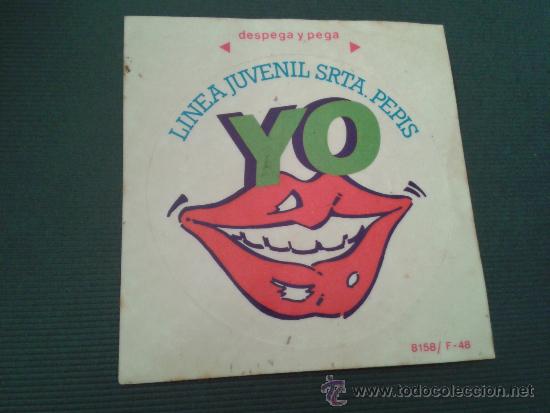 despega y pega
LINEA JUVENIL SRTA. PEPIS
YO
8158/ F-48
www.todocoleccion.net